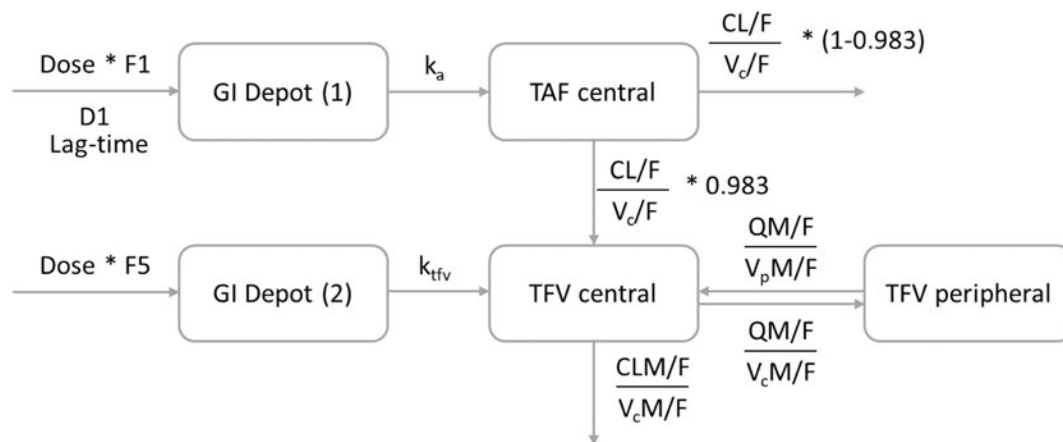 CL/F
V_c/F
* (1-0.983)
Dose * F1
D1
Lag-time
GI Depot (1)
k_a
TAF central
CL/F
V_c/F
* 0.983
Dose * F5
GI Depot (2)
k_tfv
TFV central
QM/F
V_pM/F
TFV peripheral
QM/F
V_cM/F
CLM/F
V_cM/F